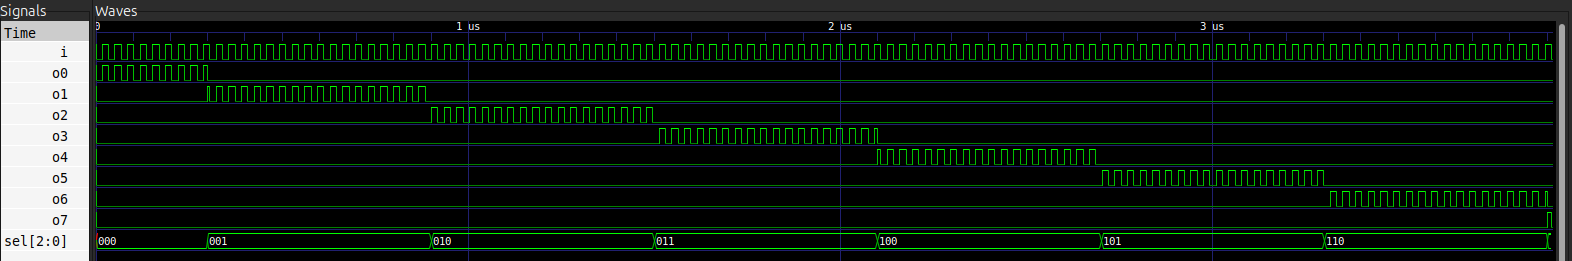 Signals Waves
Time 0 1 us 2 us 3 us
i
o0
o1
o2
o3
o4
o5
o6
o7
sel[2:0] 000 001 010 011 100 101 110